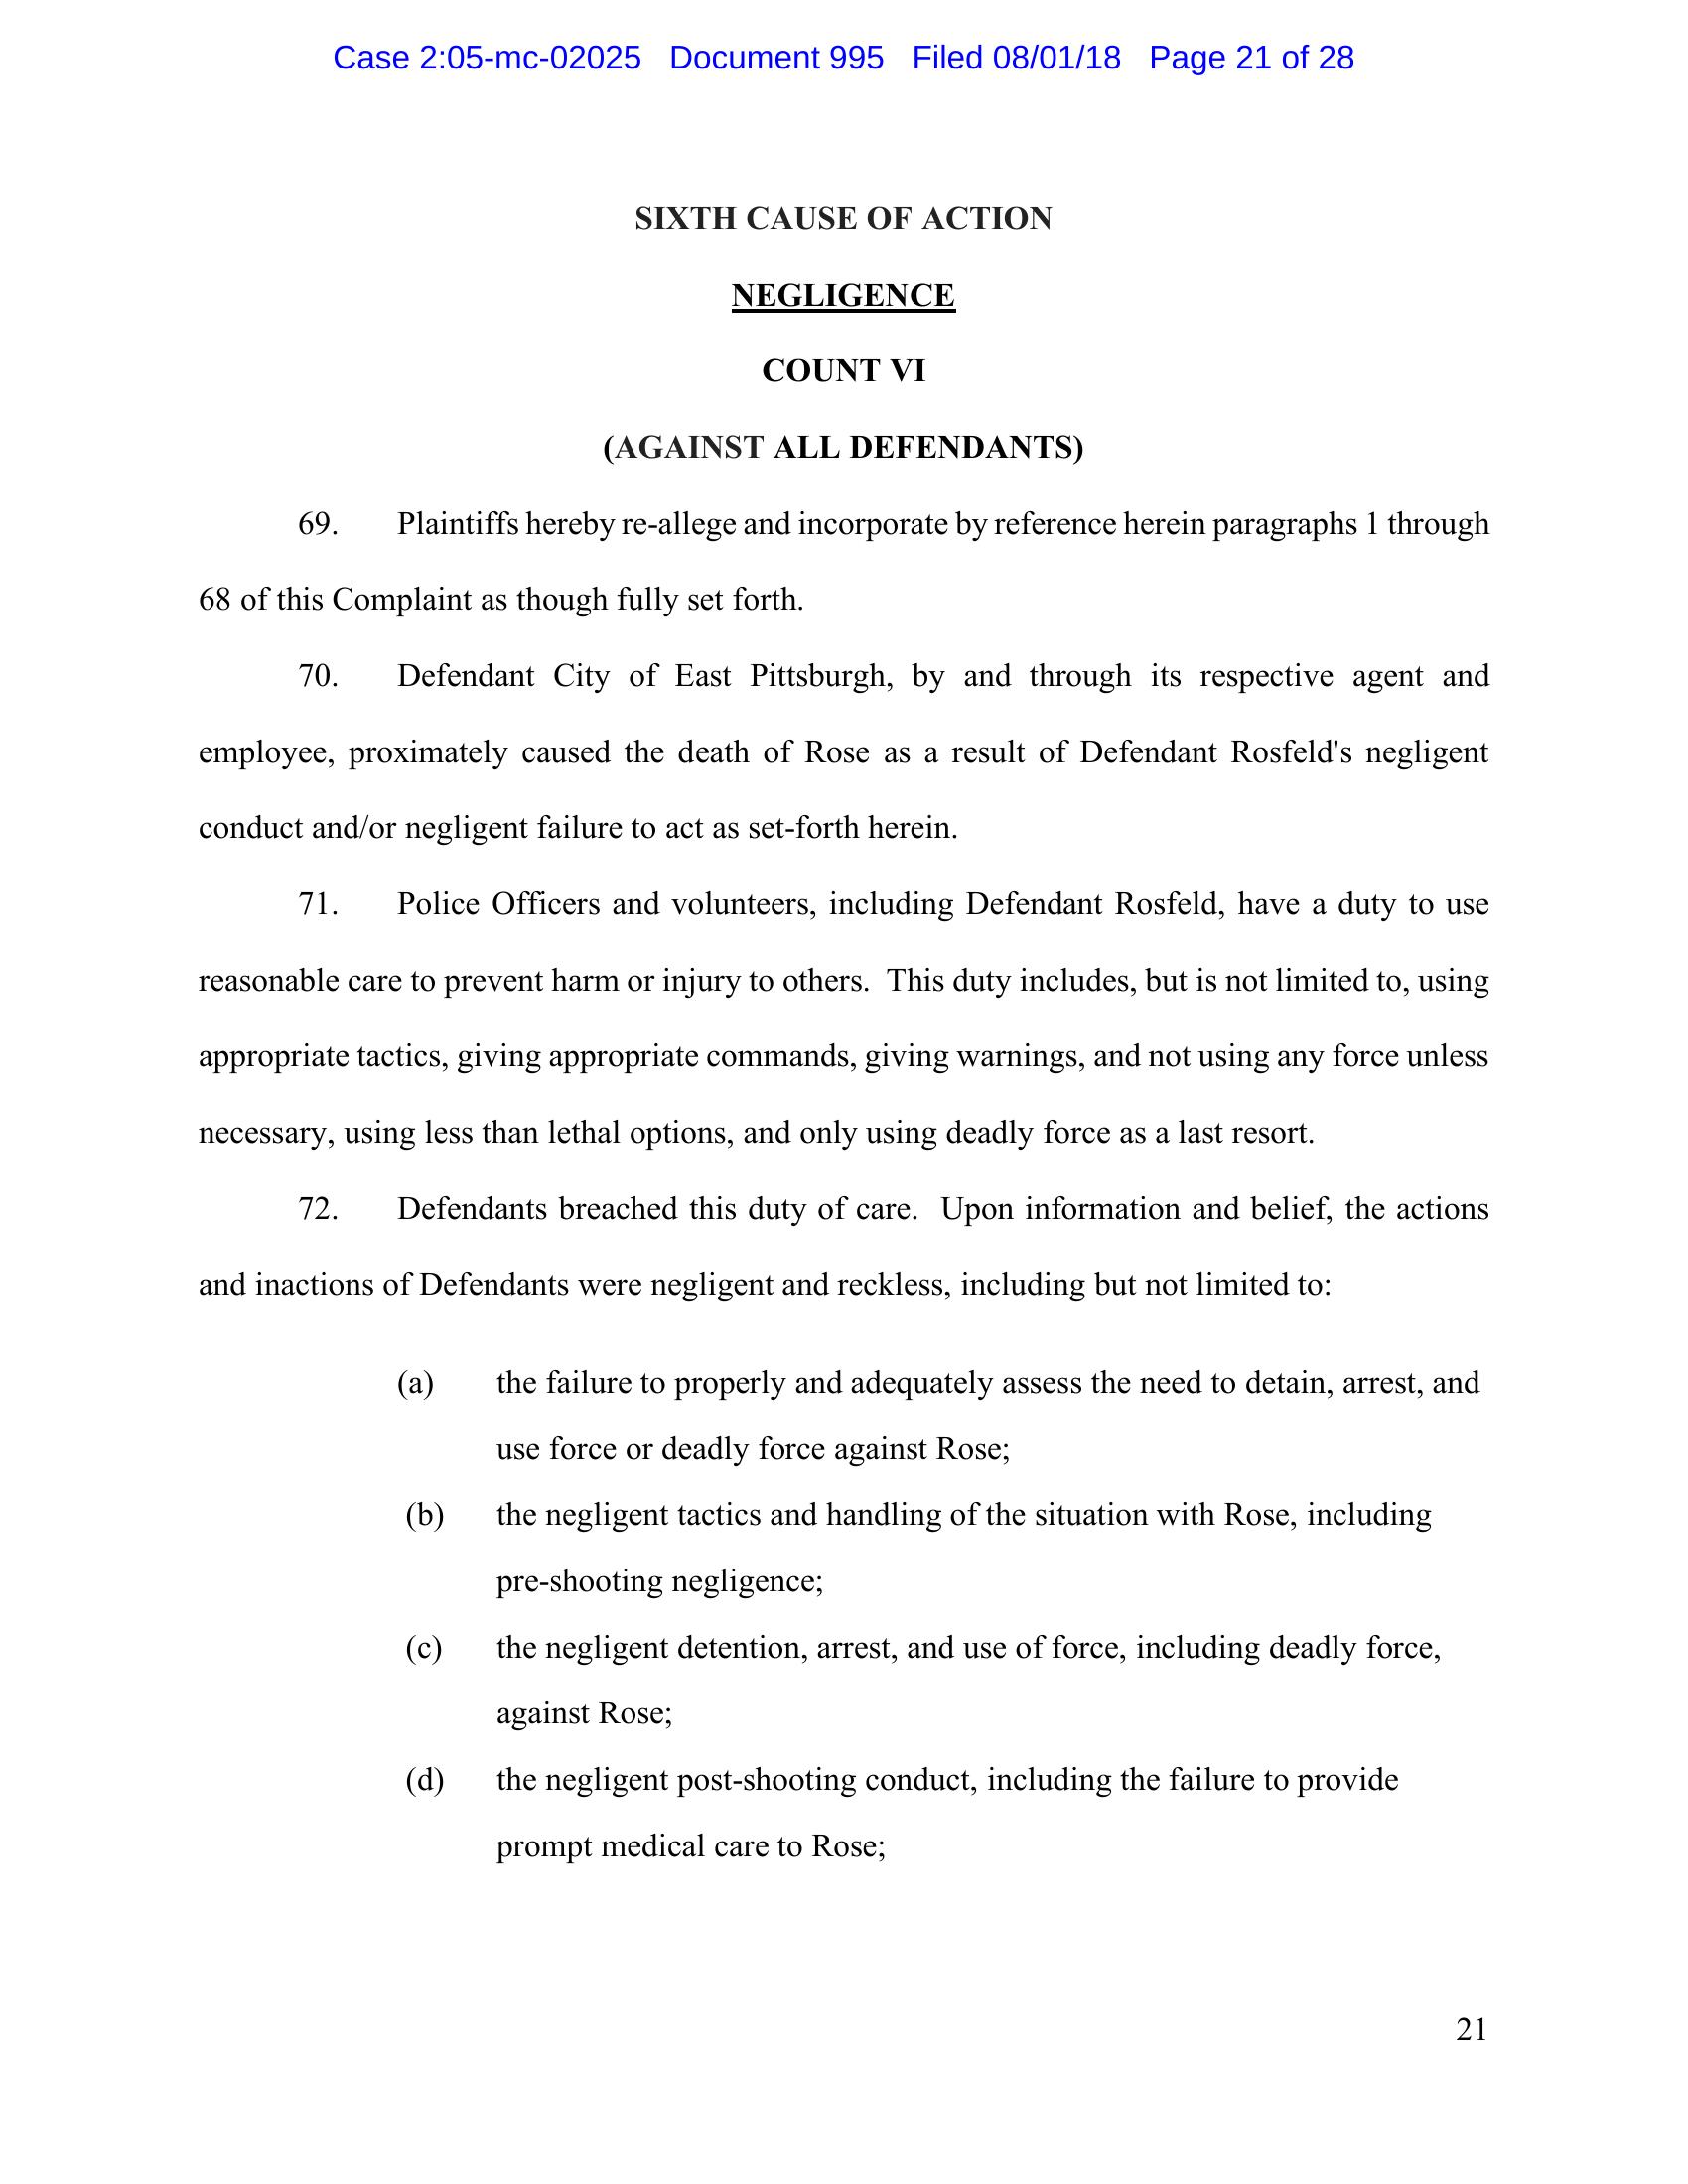 Case 2:05-mc-02025 Document 995 Filed 08/01/18 Page 21 of 28
SIXTH CAUSE OF ACTION
NEGLIGENCE
COUNT VI
(AGAINST ALL DEFENDANTS)
69. Plaintiffs hereby re-allege and incorporate by reference herein paragraphs 1 through
68 of this Complaint as though fully set forth.
70. Defendant City of East Pittsburgh, by and through its respective agent and
employee, proximately caused the death of Rose as a result of Defendant Rosfeld's negligent
conduct and/or negligent failure to act as set-forth herein.
71. Police Officers and volunteers, including Defendant Rosfeld, have a duty to use
reasonable care to prevent harm or injury to others. This duty includes, but is not limited to, using
appropriate tactics, giving appropriate commands, giving warnings, and not using any force unless
necessary, using less than lethal options, and only using deadly force as a last resort.
72. Defendants breached this duty of care. Upon information and belief, the actions
and inactions of Defendants were negligent and reckless, including but not limited to:
(a) the failure to properly and adequately assess the need to detain, arrest, and
use force or deadly force against Rose;
(b) the negligent tactics and handling of the situation with Rose, including
pre-shooting negligence;
(c) the negligent detention, arrest, and use of force, including deadly force,
against Rose;
(d) the negligent post-shooting conduct, including the failure to provide
prompt medical care to Rose;
21